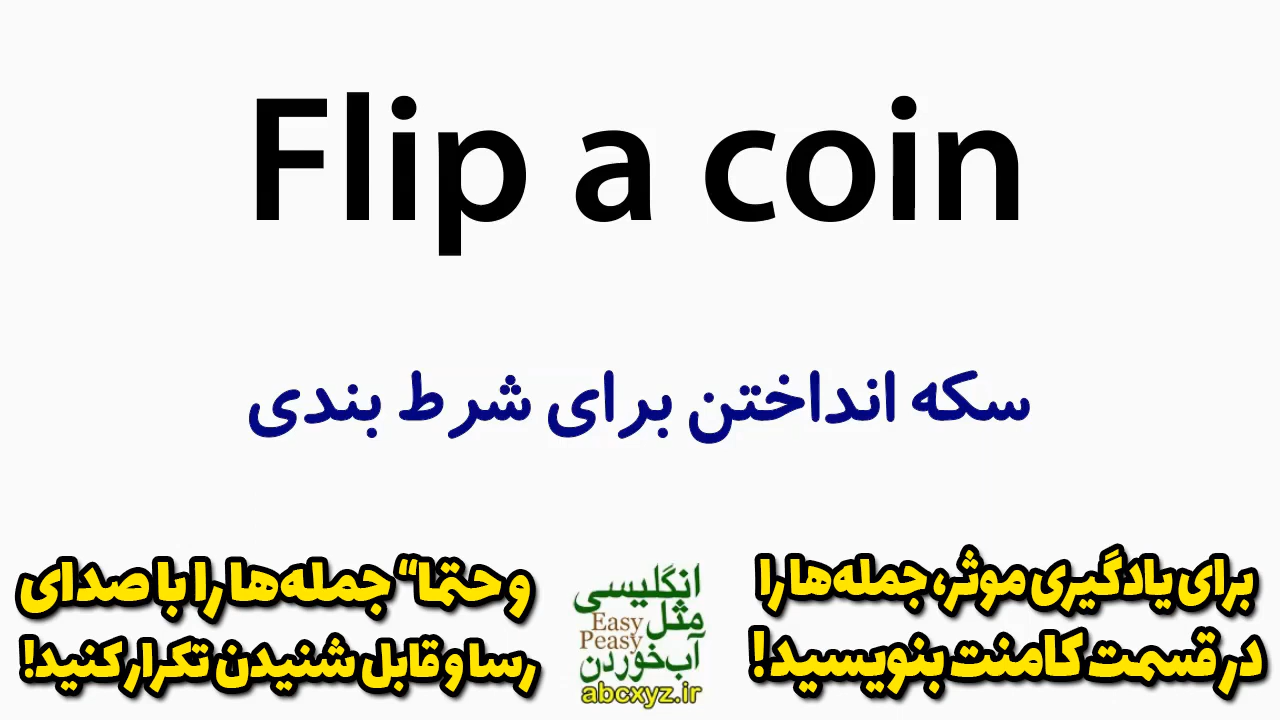 Flip a coin
سکه انداختن برای شرط بندی
برای یادگیری موثر، جمله‌ها را
در قسمت کامنت بنویسید!
انگلیسی
مثل
Easy
Peasy
آب خوردن
abcxyz.ir
و حتما“ جمله‌ها را با صدای
رسا و قابل شنیدن تکرار کنید!